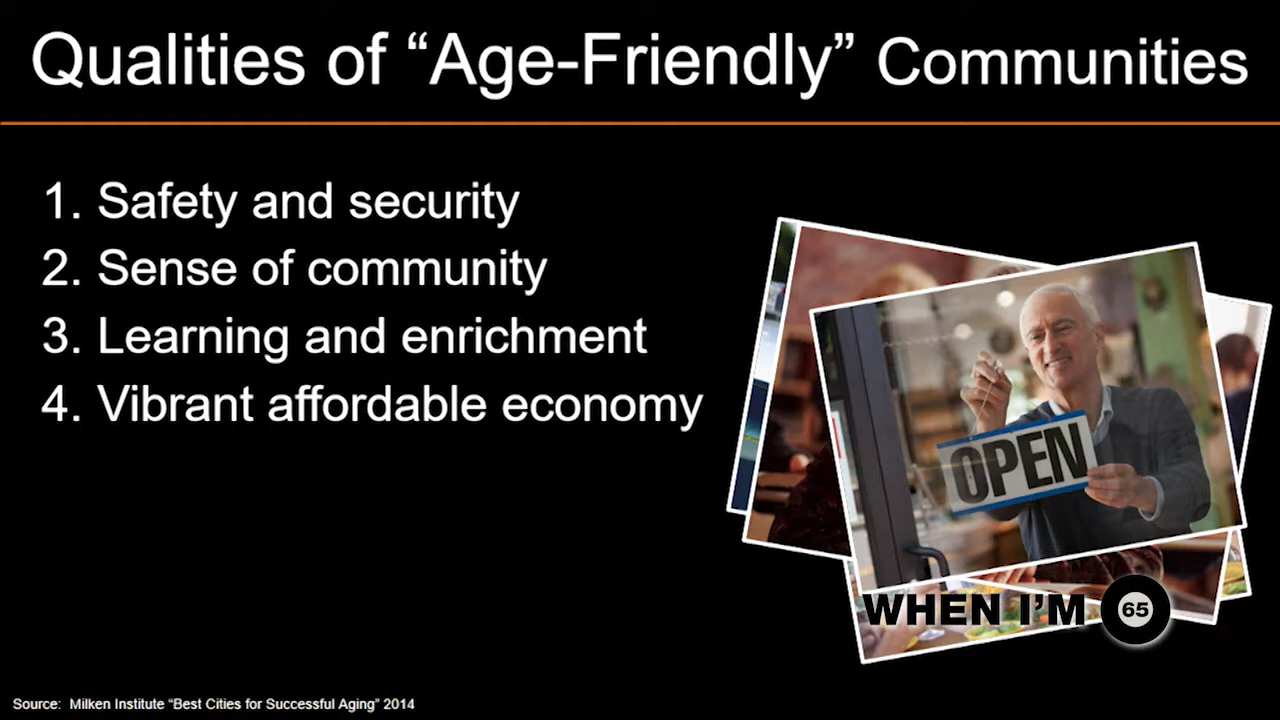 Qualities of “Age-Friendly” Communities
1. Safety and security
2. Sense of community
3. Learning and enrichment
4. Vibrant affordable economy
OPEN
WHEN I’M 65
Source: Milken Institute “Best Cities for Successful Aging” 2014